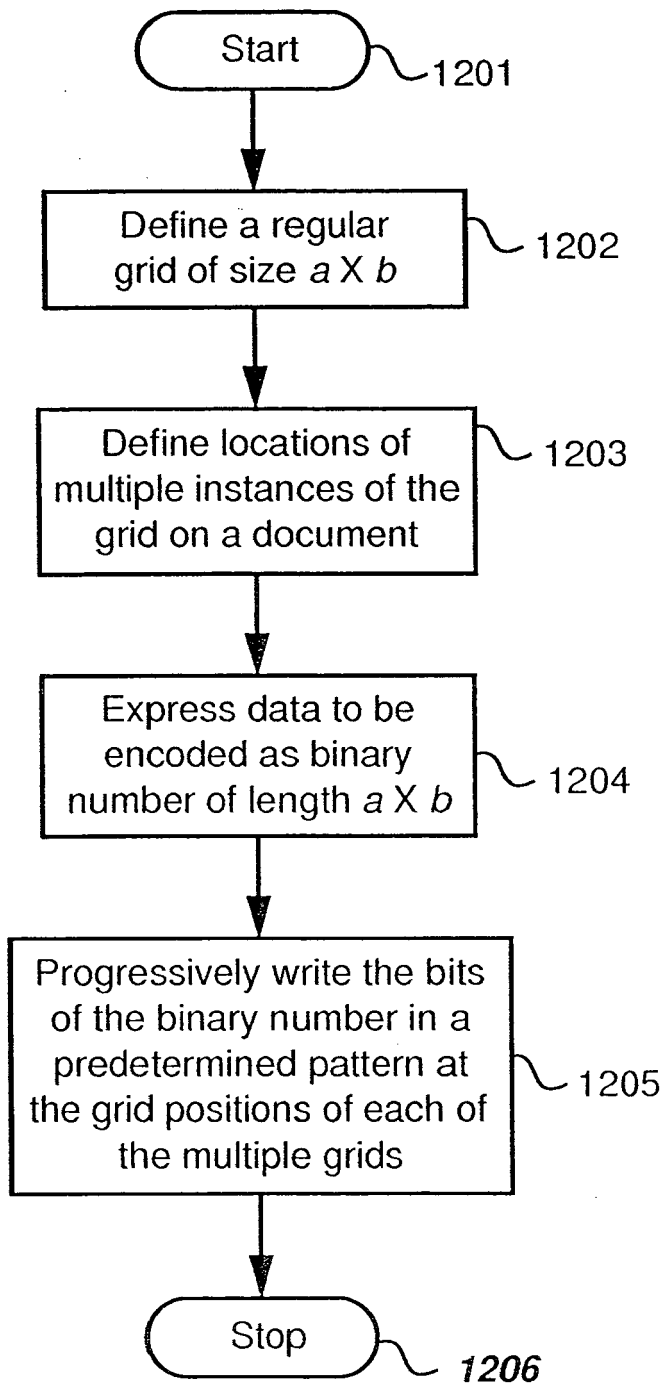 Start
1201
Define a regular
grid of size a X b
1202
Define locations of
multiple instances of the
grid on a document
1203
Express data to be
encoded as binary
number of length a X b
1204
Progressively write the bits
of the binary number in a
predetermined pattern at
the grid positions of each of
the multiple grids
1205
Stop
1206